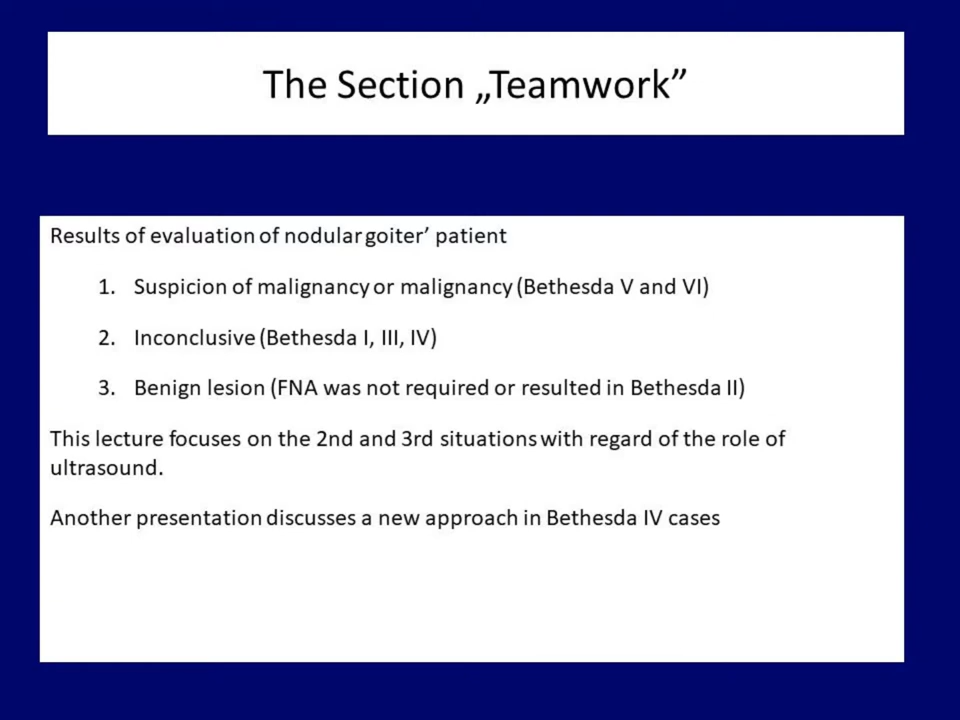 The Section „Teamwork”
Results of evaluation of nodular goiter’ patient
1. Suspicion of malignancy or malignancy (Bethesda V and VI)
2. Inconclusive (Bethesda I, III, IV)
3. Benign lesion (FNA was not required or resulted in Bethesda II)
This lecture focuses on the 2nd and 3rd situations with regard of the role of
ultrasound.
Another presentation discusses a new approach in Bethesda IV cases